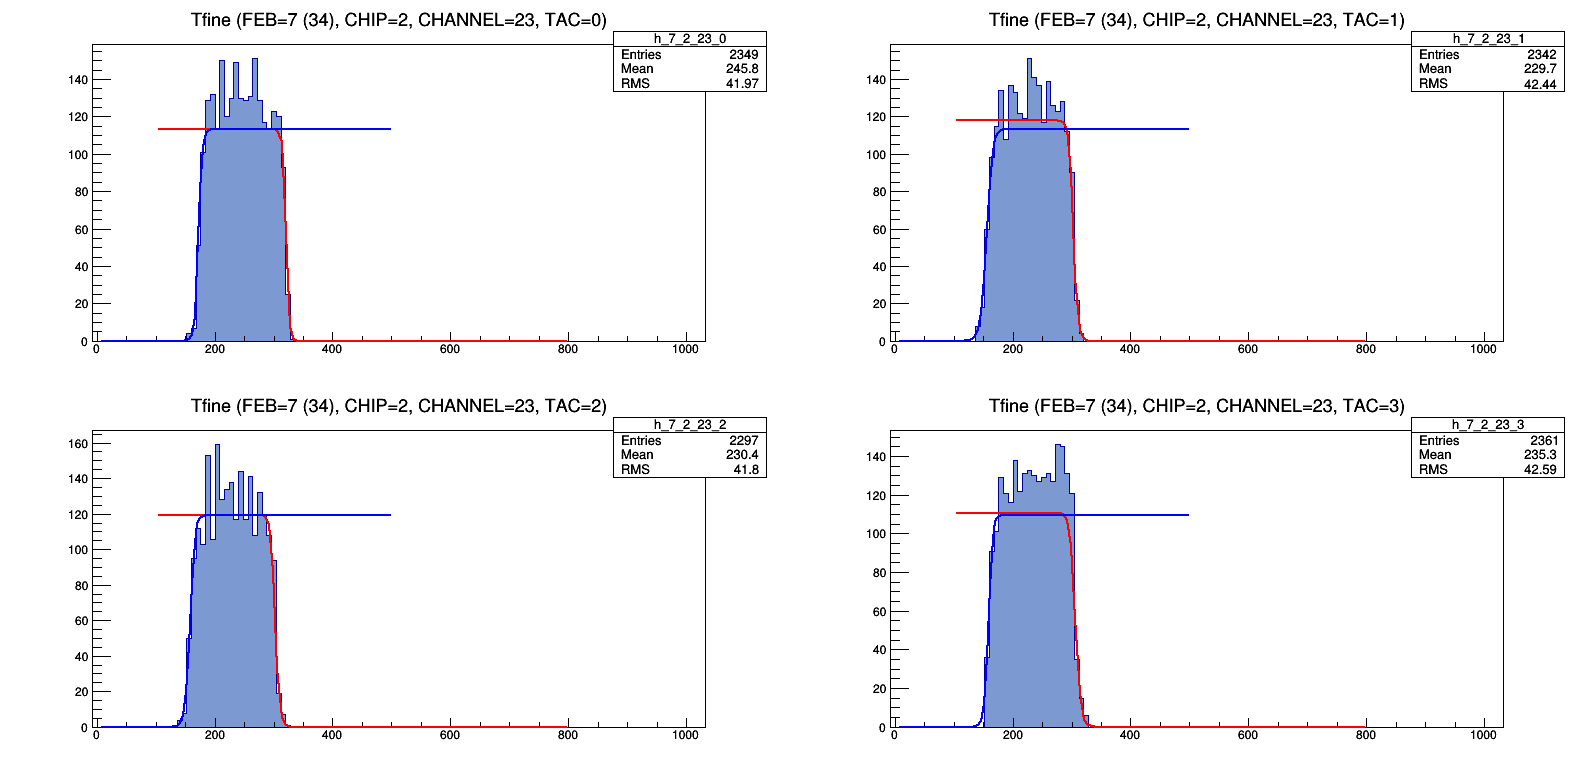 Tfine (FEB=7 (34), CHIP=2, CHANNEL=23, TAC=0)
h_7_2_23_0
Entries 2349
Mean 245.8
RMS 41.97
140
120
100
80
60
40
20
0
0 200 400 600 800 1000
Tfine (FEB=7 (34), CHIP=2, CHANNEL=23, TAC=1)
h_7_2_23_1
Entries 2342
Mean 229.7
RMS 42.44
140
120
100
80
60
40
20
0
0 200 400 600 800 1000
Tfine (FEB=7 (34), CHIP=2, CHANNEL=23, TAC=2)
h_7_2_23_2
Entries 2297
Mean 230.4
RMS 41.8
160
140
120
100
80
60
40
20
0
0 200 400 600 800 1000
Tfine (FEB=7 (34), CHIP=2, CHANNEL=23, TAC=3)
h_7_2_23_3
Entries 2361
Mean 235.3
RMS 42.59
140
120
100
80
60
40
20
0
0 200 400 600 800 1000